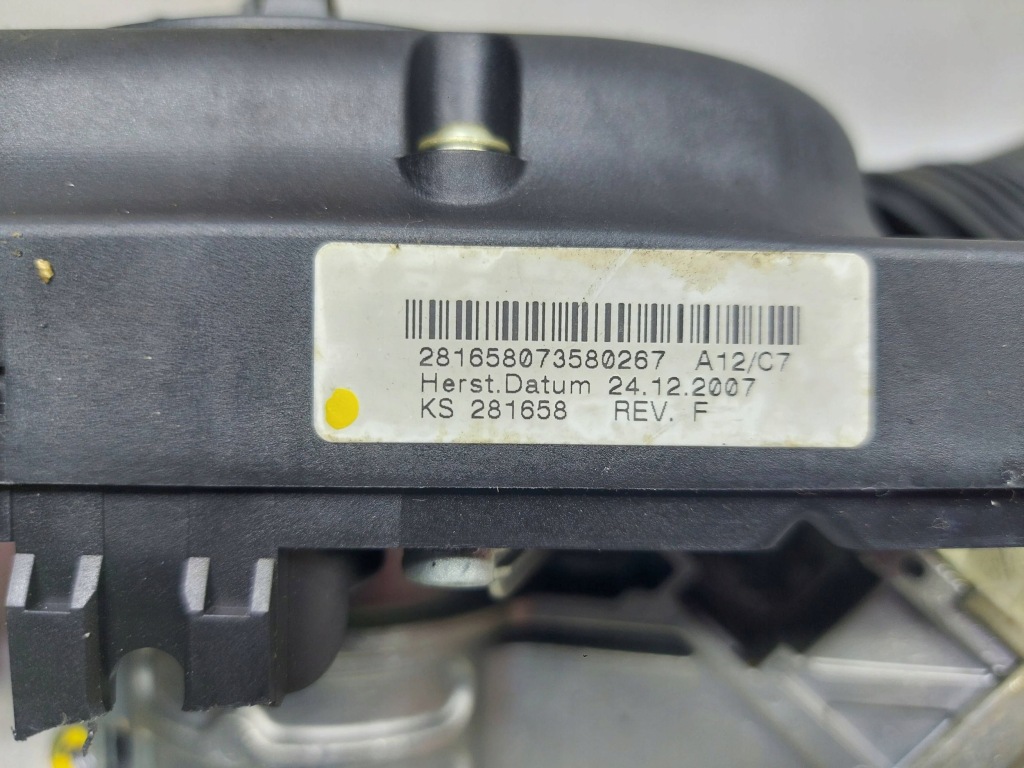 281658073580267 A12/C7
Herst.Datum 24.12.2007
KS 281658 REV. F